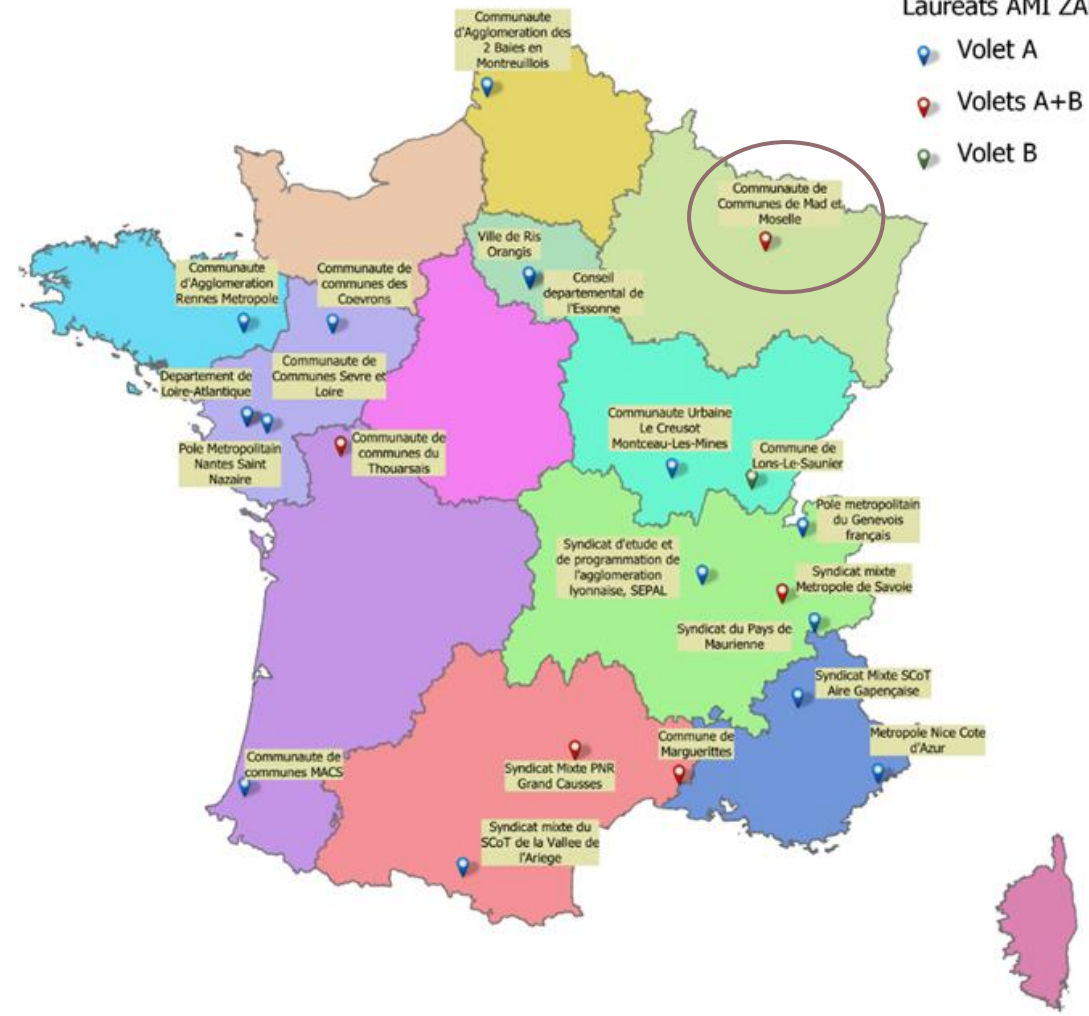 Communaute
d'Agglomeration des
2 Baies en
Montreuillois
Laureats AMI
Volet A
Volets A+B
Volet B
Communaute de
Communes de Mad et
Moselle
Ville de Ris
Orangis
Conseil
departemental de
l'Essonne
Communaute
d'Agglomeration
Rennes Metropole
Communaute de
communes des
Coevrons
Communaute de
Communes Sevre et
Loire
Departement de
Loire-Atlantique
Pole Metropolitain
Nantes Saint
Nazaire
Communaute de
communes du
Thouarsais
Communaute Urbaine
Le Creusot
Montceau-Les-Mines
Commune de
Lons-Le-Saunier
Pole metropolitain
du Genevois
français
Syndicat d'etude et
de programmation de
l'agglomeration
lyonnaise, SEPAL
Syndicat mixte
Metropole de Savoie
Syndicat du Pays de
Maurienne
Syndicat Mixte SCoT
Aire Gapençaise
Metropole Nice Cote
d'Azur
Commune de
Marguerittes
Syndicat Mixte PNR
Grand Causses
Communaute de
communes MACS
Syndicat mixte du
SCoT de la Vallee de
l'Ariege